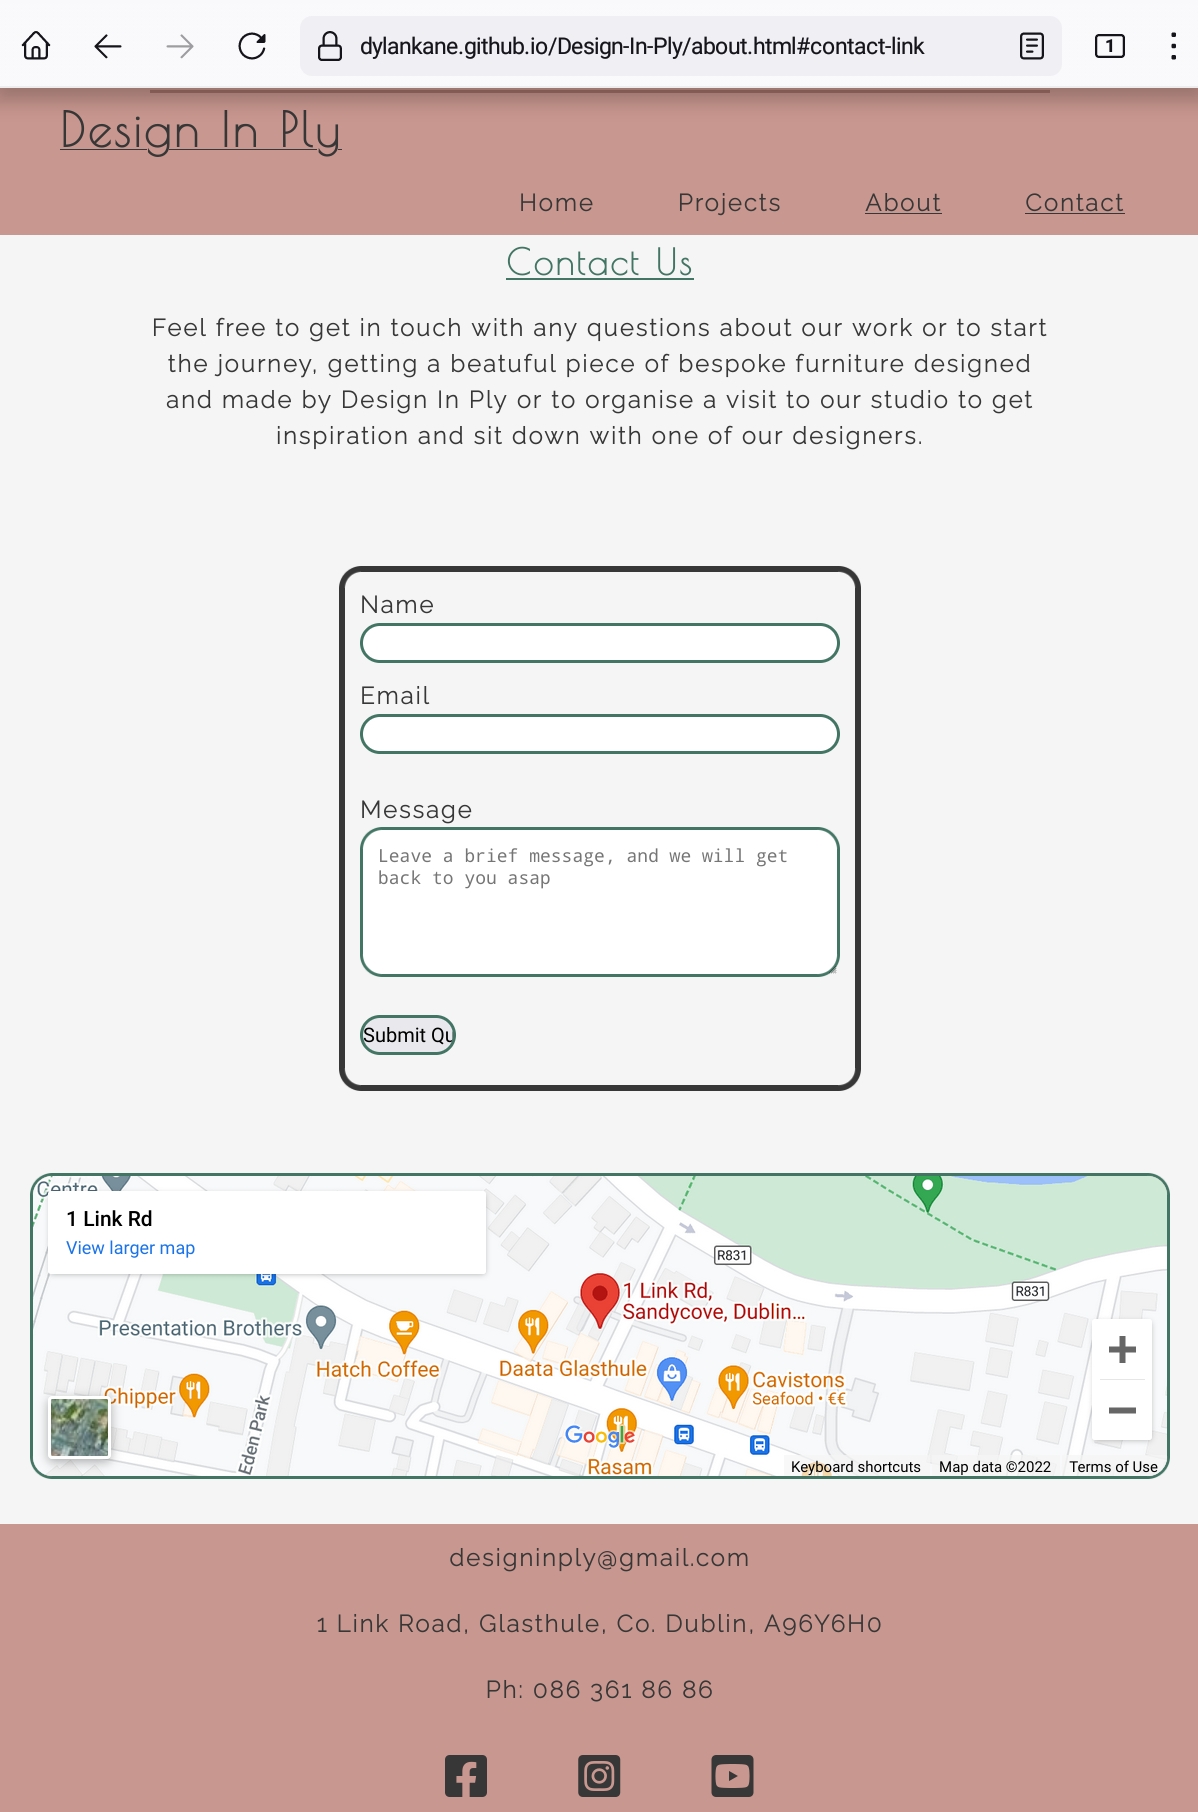 dylankane.github.io/Design-In-Ply/about.html#contact-link
1
Design In Ply
Home Projects About Contact
Contact Us
Feel free to get in touch with any questions about our work or to start
the journey, getting a beatuful piece of bespoke furniture designed
and made by Design In Ply or to organise a visit to our studio to get
inspiration and sit down with one of our designers.
Name
Email
Message
Leave a brief message, and we will get
back to you asap
Submit Qu
Centre
1 Link Rd
View larger map
R831
R831
1 Link Rd,
Sandycove, Dublin...
Presentation Brothers
Hatch Coffee
Daata Glasthule
Cavistons
Seafood • €€
Chipper
Eden Park
Google
Rasam
Keyboard shortcuts Map data ©2022 Terms of Use
designinply@gmail.com
1 Link Road, Glasthule, Co. Dublin, A96Y6H0
Ph: 086 361 86 86